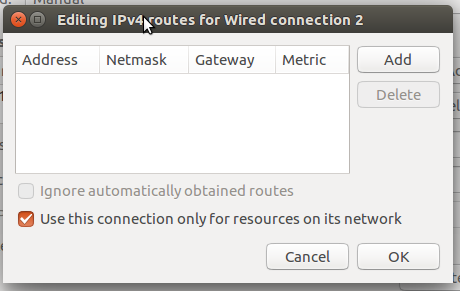 Manual
Editing IPv4 routes for Wired connection 2
Address Netmask Gateway Metric
Add
Delete
Ignore automatically obtained routes
Use this connection only for resources on its network
Cancel OK